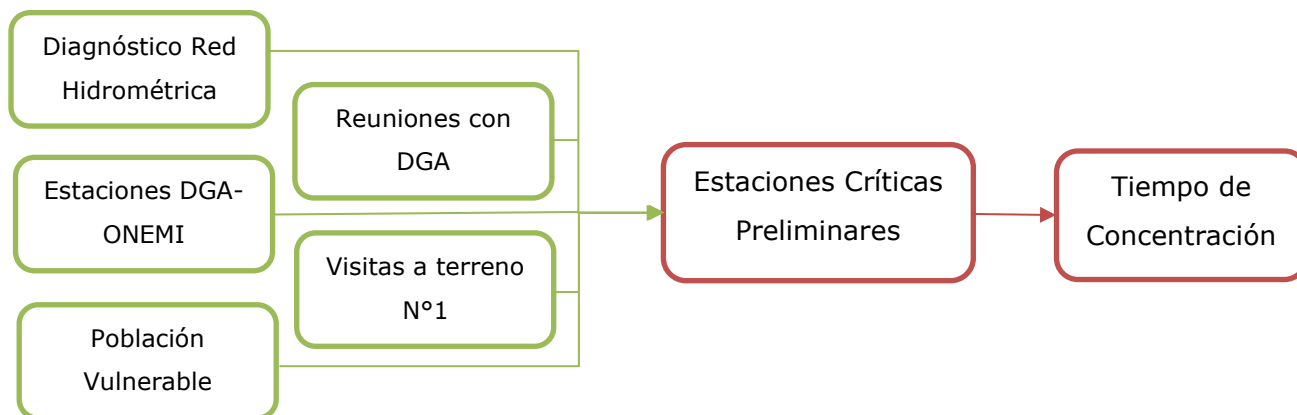 Diagnóstico Red
Hidrométrica
Reuniones con
DGA
Estaciones DGA-
ONEMI
Visitas a terreno
N°1
Población
Vulnerable
Estaciones Críticas
Preliminares
Tiempo de
Concentración